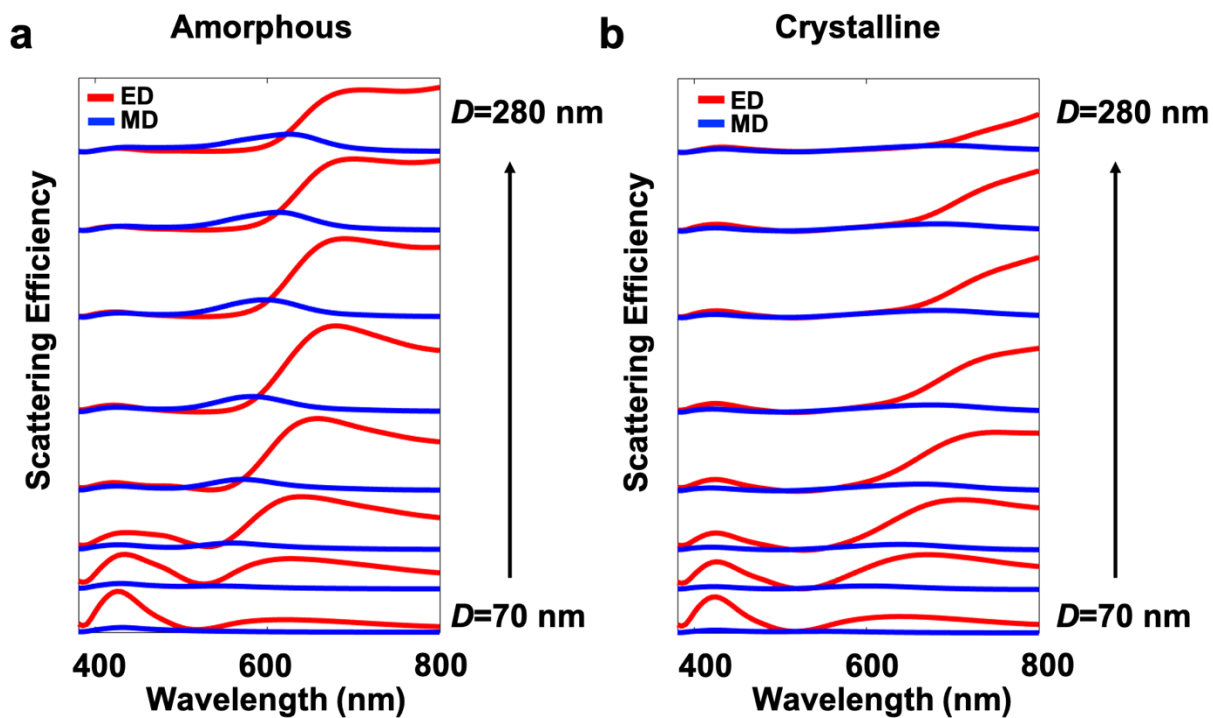 a
Amorphous
ED
MD
D=280 nm
D=70 nm
Scattering Efficiency
400
600
800
Wavelength (nm)
b
Crystalline
ED
MD
D=280 nm
D=70 nm
Scattering Efficiency
400
600
800
Wavelength (nm)